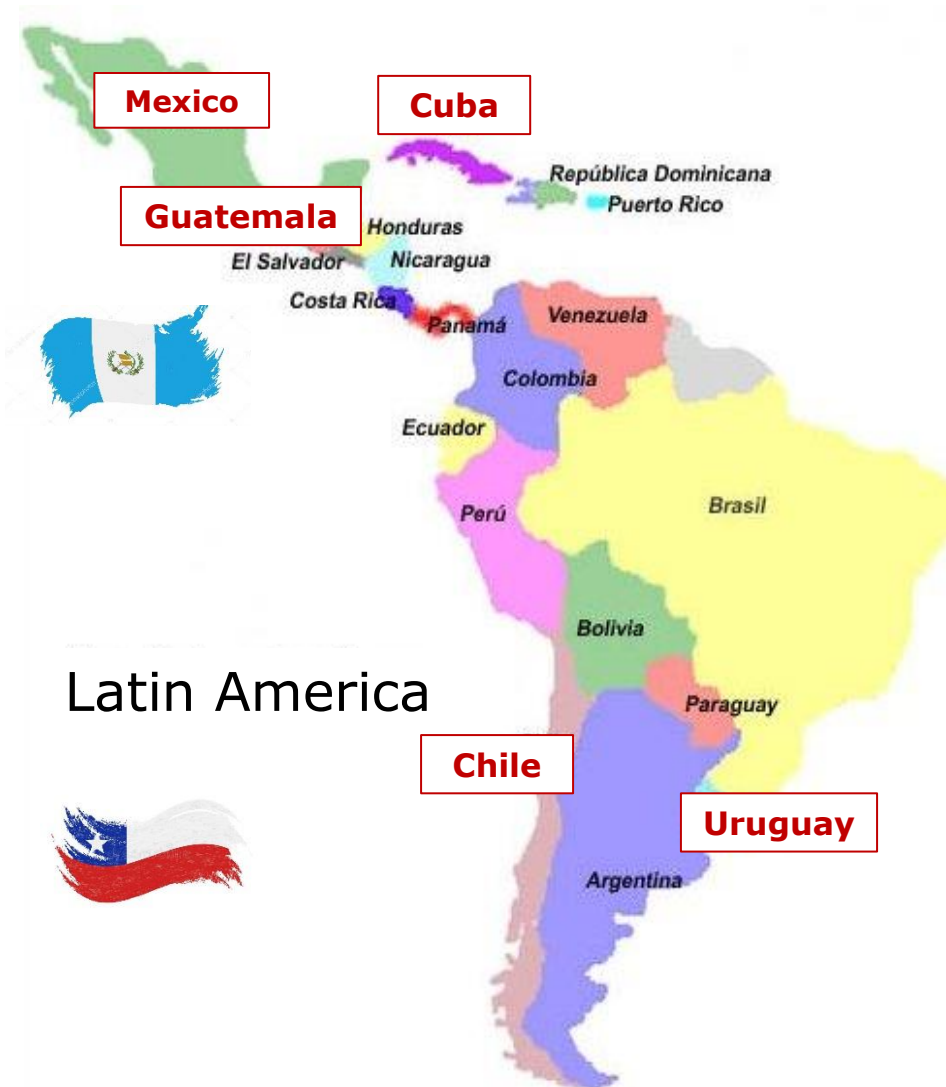 Mexico
Cuba
República Dominicana
Puerto Rico
Guatemala
Honduras
El Salvador
Nicaragua
Costa Rica
Panamá
Venezuela
Colombia
Ecuador
Perú
Brasil
Bolivia
Latin America
Paraguay
Chile
Uruguay
Argentina